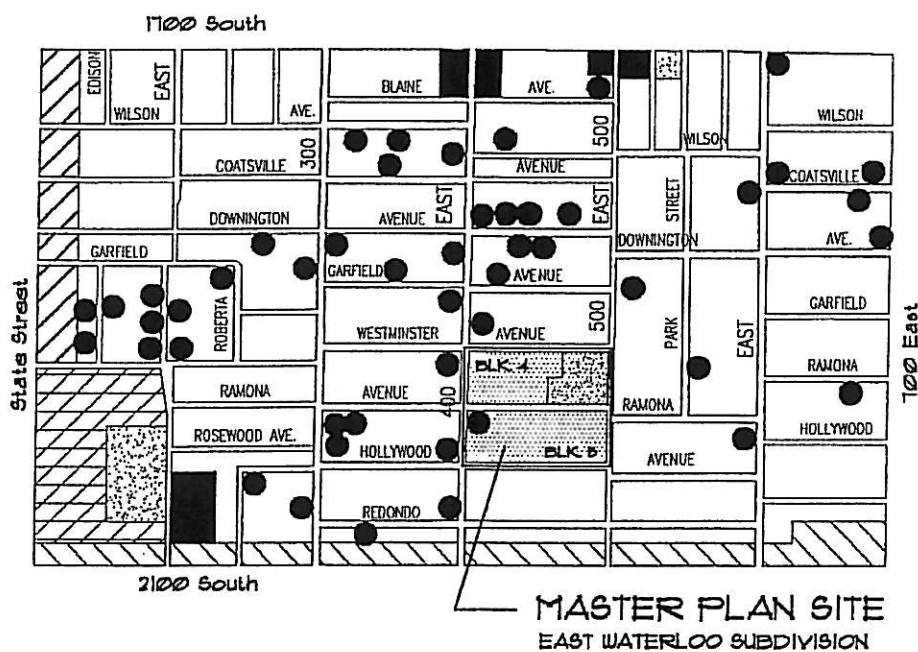 1700 South
EDISON
EAST
BLAINE
AVE.
WILSON
AVE.
WILSON
WILSON
300
500
COATSVILLE
AVENUE
COATSVILLE
STREET
DOWNINGTON
AVENUE
EAST
EAST
DOWNINGTON
AVE.
GARFIELD
GARFIELD
AVENUE
GARFIELD
State Street
ROBERTA
WESTMINSTER
AVENUE
500
PARK
EAST
700 East
RAMONA
AVENUE
400
BLK. 4
RAMONA
RAMONA
ROSEWOOD AVE.
HOLLYWOOD
BLK. 5
AVENUE
HOLLYWOOD
REDONDO
2100 South
MASTER PLAN SITE
EAST WATERLOO SUBDIVISION